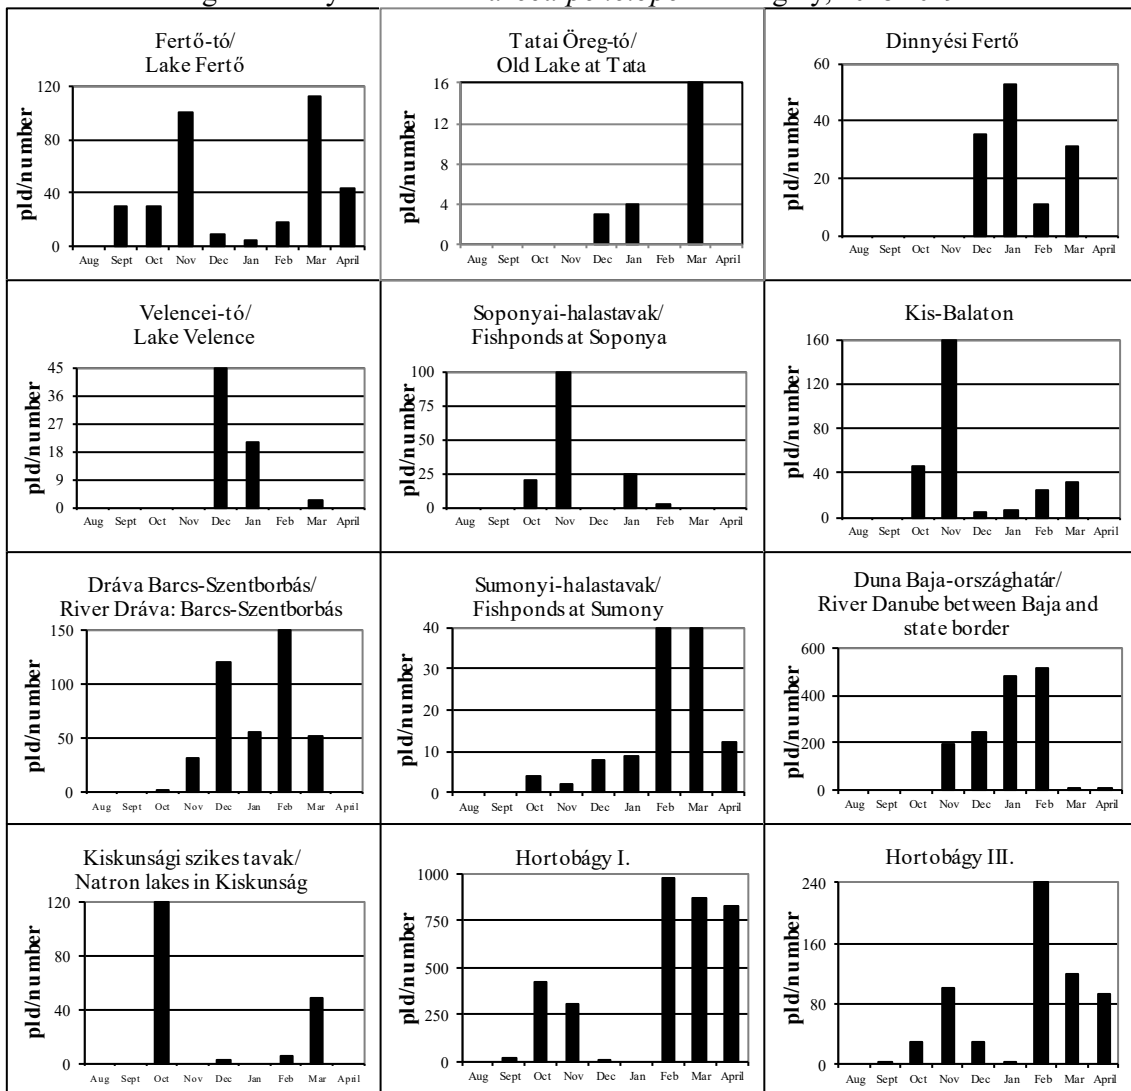 Fertő-tó/
Lake Fertő
pld/number
120
80
40
0
Aug Sept Oct Nov Dec Jan Feb Mar April
Tatai Öreg-tó/
Old Lake at Tata
pld/number
16
12
8
4
0
Aug Sept Oct Nov Dec Jan Feb Mar April
Dinnyési Fertő
pld/number
60
40
20
0
Aug Sept Oct Nov Dec Jan Feb Mar April
Velencei-tó/
Lake Velence
pld/number
45
36
27
18
9
0
Aug Sept Oct Nov Dec Jan Feb Mar April
Soponyai-halastavak/
Fishponds at Soponya
pld/number
100
75
50
25
0
Aug Sept Oct Nov Dec Jan Feb Mar April
Kis-Balaton
pld/number
160
120
80
40
0
Aug Sept Oct Nov Dec Jan Feb Mar April
Dráva Barcs-Szentborbás/
River Dráva: Barcs-Szentborbás
pld/number
150
100
50
0
Aug Sept Oct Nov Dec Jan Feb Mar April
Sumonyi-halastavak/
Fishponds at Sumony
pld/number
40
30
20
10
0
Aug Sept Oct Nov Dec Jan Feb Mar April
Duna Baja-országhatár/
River Danube between Baja and
state border
pld/number
600
400
200
0
Aug Sept Oct Nov Dec Jan Feb Mar April
Kiskunsági szikes tavak/
Natron lakes in Kiskunság
pld/number
120
80
40
0
Aug Sept Oct Nov Dec Jan Feb Mar April
Hortobágy I.
pld/number
1000
750
500
250
0
Aug Sept Oct Nov Dec Jan Feb Mar April
Hortobágy III.
pld/number
240
160
80
0
Aug Sept Oct Nov Dec Jan Feb Mar April